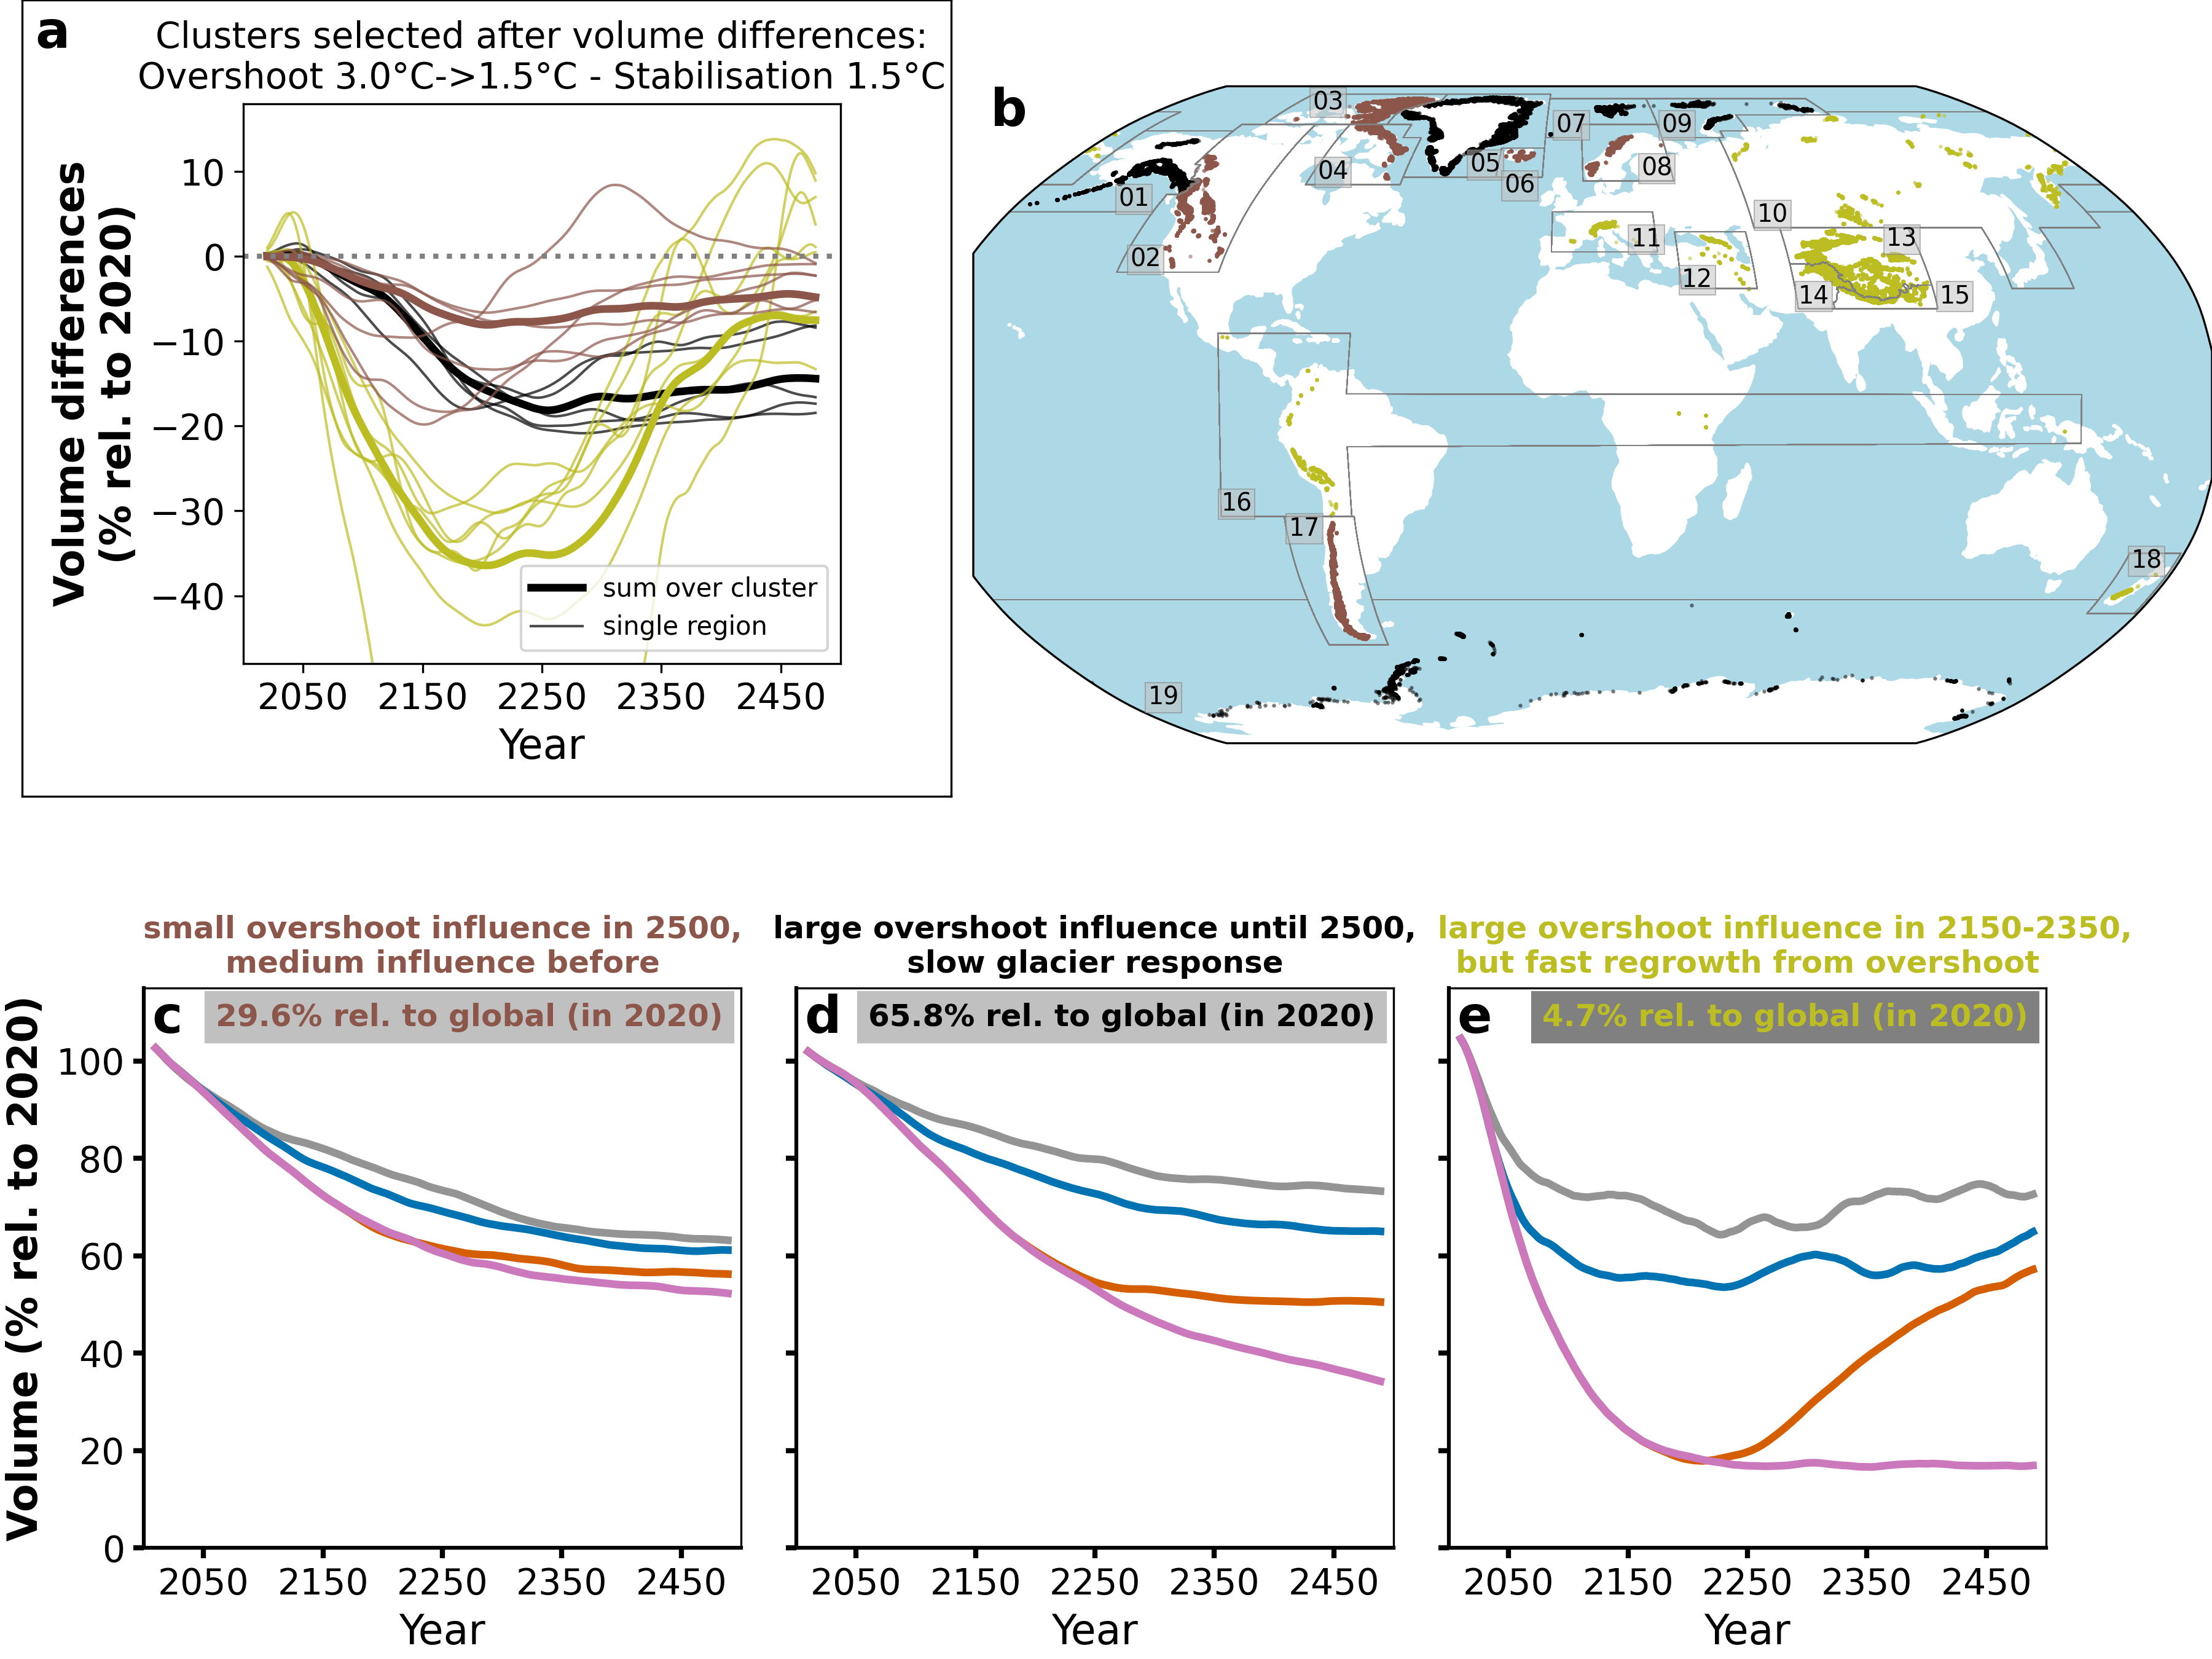 a
Clusters selected after volume differences:
Overshoot 3.0°C->1.5°C - Stabilisation 1.5°C
Volume differences
(% rel. to 2020)
10
0
−10
−20
−30
−40
sum over cluster
single region
2050
2150
2250
2350
2450
Year
b
01
02
03
04
05
06
07
08
09
10
11
12
13
14
15
16
17
18
19
small overshoot influence in 2500,
medium influence before
c
29.6% rel. to global (in 2020)
Volume (% rel. to 2020)
100
80
60
40
20
0
2050
2150
2250
2350
2450
Year
large overshoot influence until 2500,
slow glacier response
d
65.8% rel. to global (in 2020)
2050
2150
2250
2350
2450
Year
large overshoot influence in 2150-2350,
but fast regrowth from overshoot
e
4.7% rel. to global (in 2020)
2050
2150
2250
2350
2450
Year